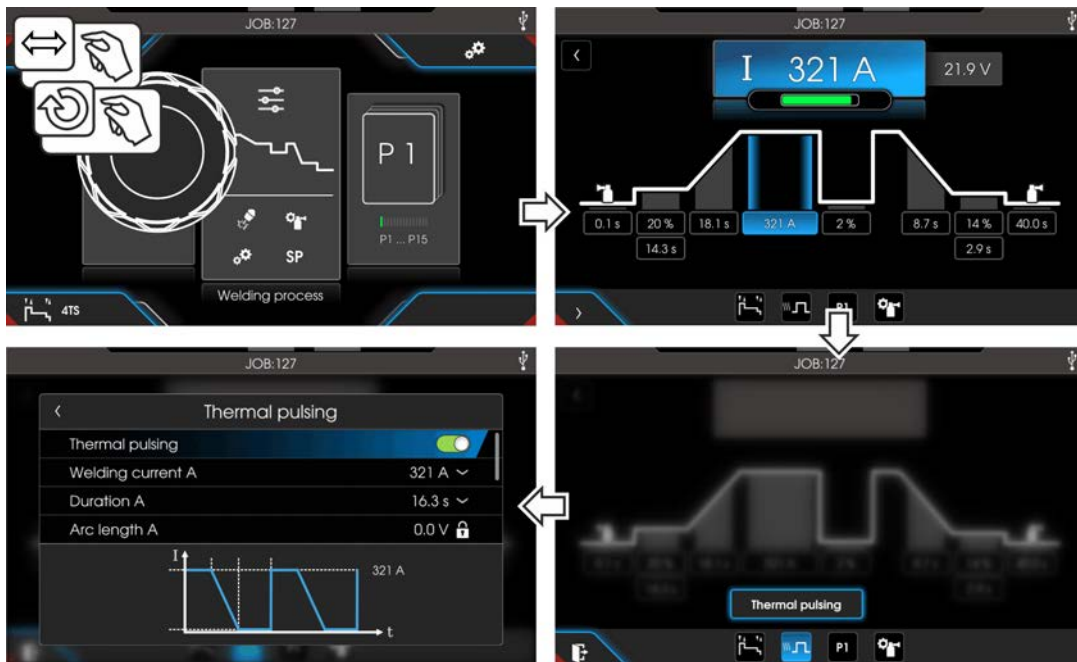 JOB:127
P 1
P1 ... P15
SP
Welding process
4TS
JOB:127
I 321 A
21.9 V
0.1 s
20 %
18.1 s
321 A
2 %
8.7 s
14 %
40.0 s
14.3 s
2.9 s
JOB:127
Thermal pulsing
P1
JOB:127
Thermal pulsing
Thermal pulsing
Welding current A 321 A
Duration A 16.3 s
Arc length A 0.0 V
I
321 A
t